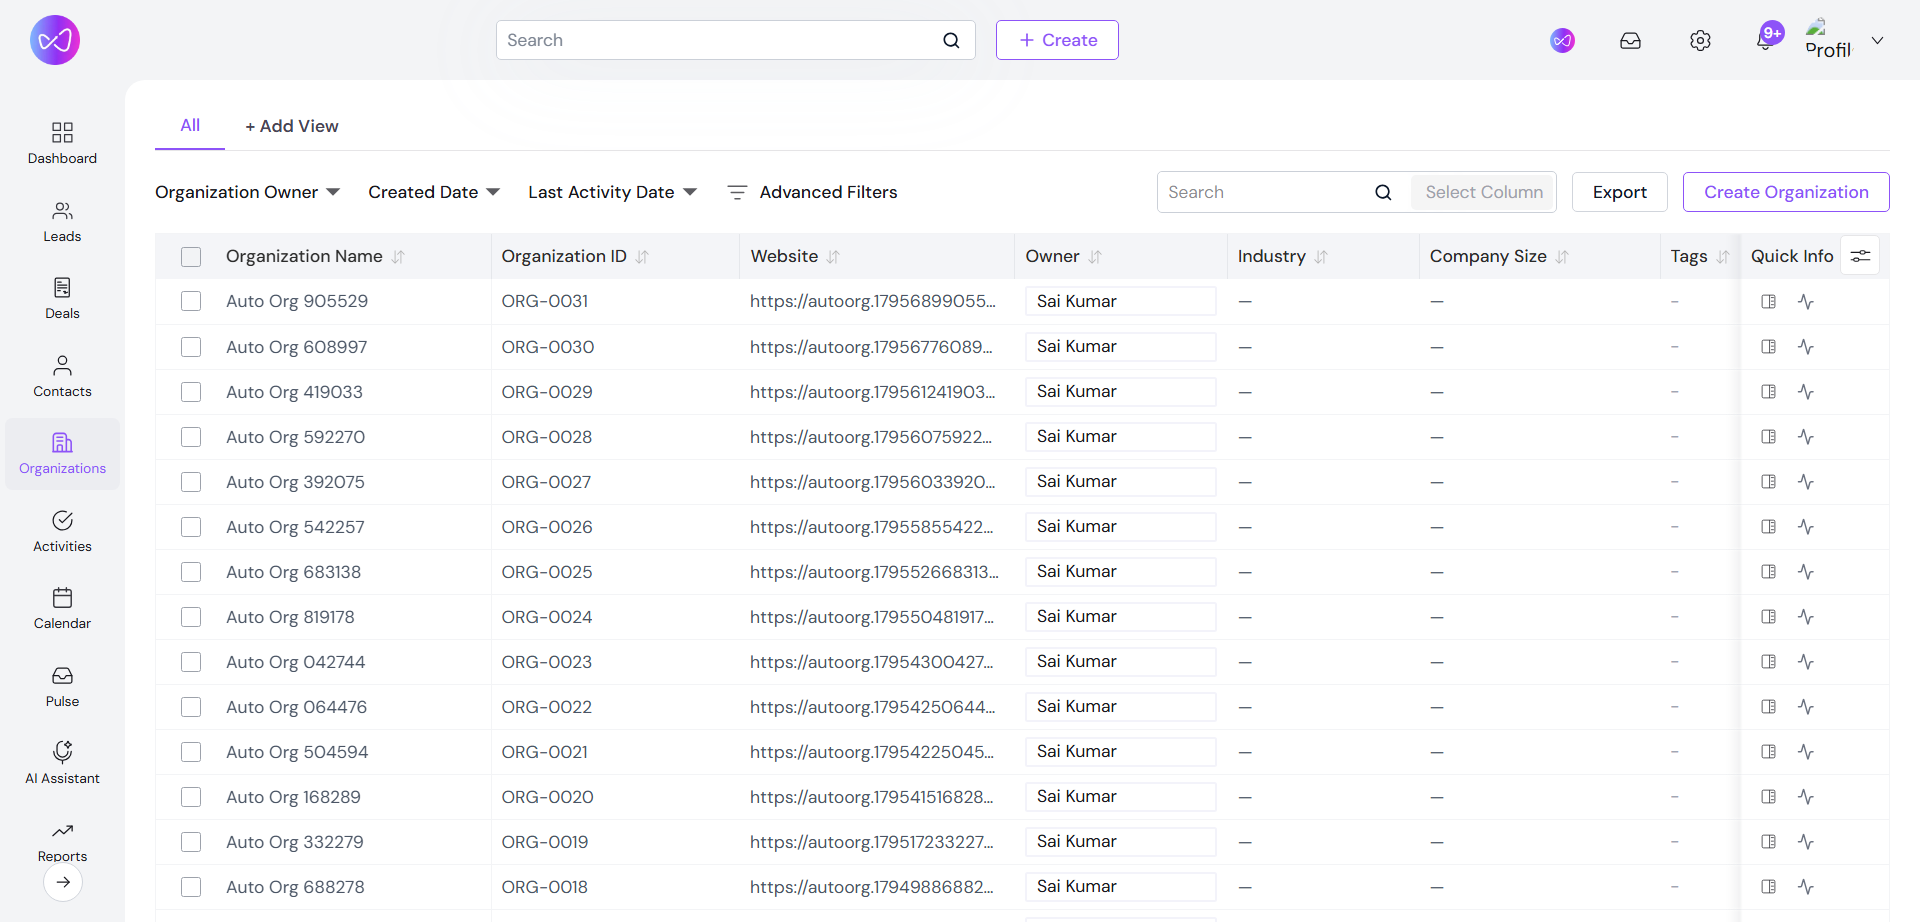 Search
+ Create
9+
Profil
Dashboard
Leads
Deals
Contacts
Organizations
Activities
Calendar
Pulse
AI Assistant
Reports
All
+ Add View
Organization Owner
Created Date
Last Activity Date
Advanced Filters
Search
Select Column
Export
Create Organization
Organization Name Organization ID Website Owner Industry Company Size Tags Quick Info
Auto Org 905529 ORG-0031 https://autoorg.17956899055... Sai Kumar — — -
Auto Org 608997 ORG-0030 https://autoorg.17956776089... Sai Kumar — — -
Auto Org 419033 ORG-0029 https://autoorg.179561241903... Sai Kumar — — -
Auto Org 592270 ORG-0028 https://autoorg.17956075922... Sai Kumar — — -
Auto Org 392075 ORG-0027 https://autoorg.17956033920... Sai Kumar — — -
Auto Org 542257 ORG-0026 https://autoorg.17955855422... Sai Kumar — — -
Auto Org 683138 ORG-0025 https://autoorg.179552668313... Sai Kumar — — -
Auto Org 819178 ORG-0024 https://autoorg.179550481917... Sai Kumar — — -
Auto Org 042744 ORG-0023 https://autoorg.17954300427... Sai Kumar — — -
Auto Org 064476 ORG-0022 https://autoorg.17954250644... Sai Kumar — — -
Auto Org 504594 ORG-0021 https://autoorg.17954225045... Sai Kumar — — -
Auto Org 168289 ORG-0020 https://autoorg.179541516828... Sai Kumar — — -
Auto Org 332279 ORG-0019 https://autoorg.179517233227... Sai Kumar — — -
Auto Org 688278 ORG-0018 https://autoorg.17949886882... Sai Kumar — — -